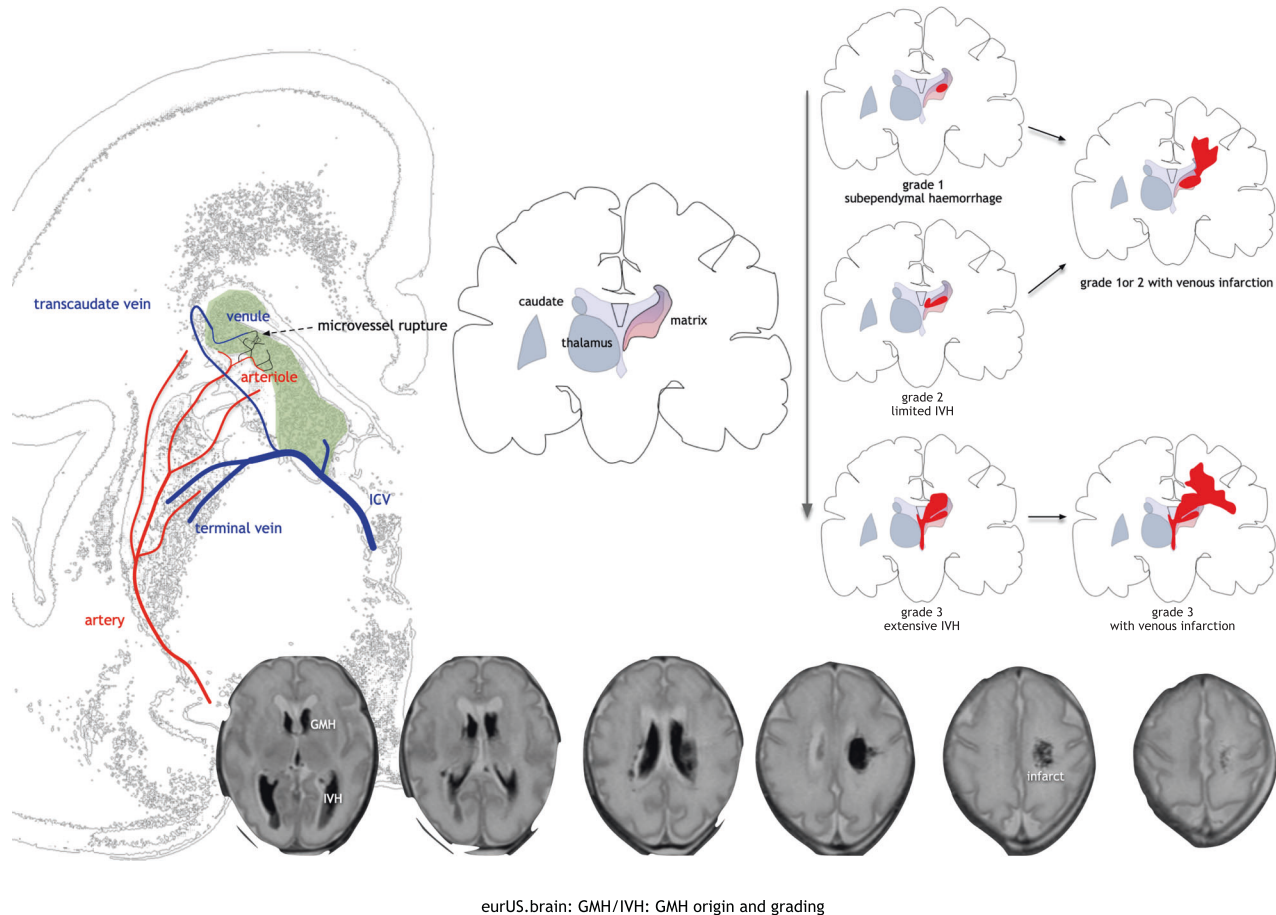 transcaudate vein
venule
microvessel rupture
arteriole
ICV
terminal vein
artery
caudate
matrix
thalamus
grade 1
subependymal haemorrhage
grade 1or 2 with venous infarction
grade 2
limited IVH
grade 3
extensive IVH
grade 3
with venous infarction
GMH
IVH
infarct
eurUS.brain: GMH/IVH: GMH origin and grading